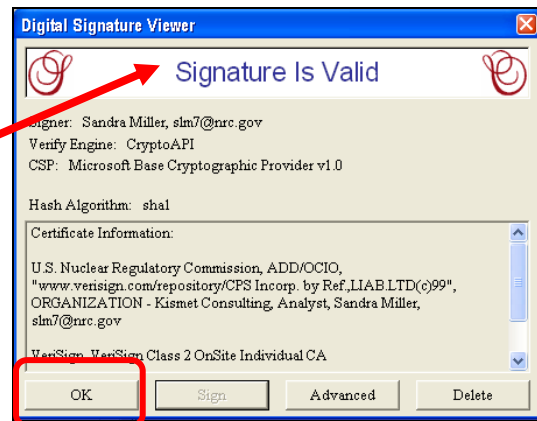 Digital Signature Viewer
Signature Is Valid
Signer: Sandra Miller, slm7@nrc.gov
Verify Engine: CryptoAPI
CSP: Microsoft Base Cryptographic Provider v1.0
Hash Algorithm: sha1
Certificate Information:
U.S. Nuclear Regulatory Commission, ADD/OCIO,
"www.verisign.com/repository/CPS Incorp. by Ref.,LIAB.LTD(c)99",
ORGANIZATION - Kismet Consulting, Analyst, Sandra Miller,
slm7@nrc.gov
VeriSign, VeriSign Class 2 OnSite Individual CA
OK Sign Advanced Delete